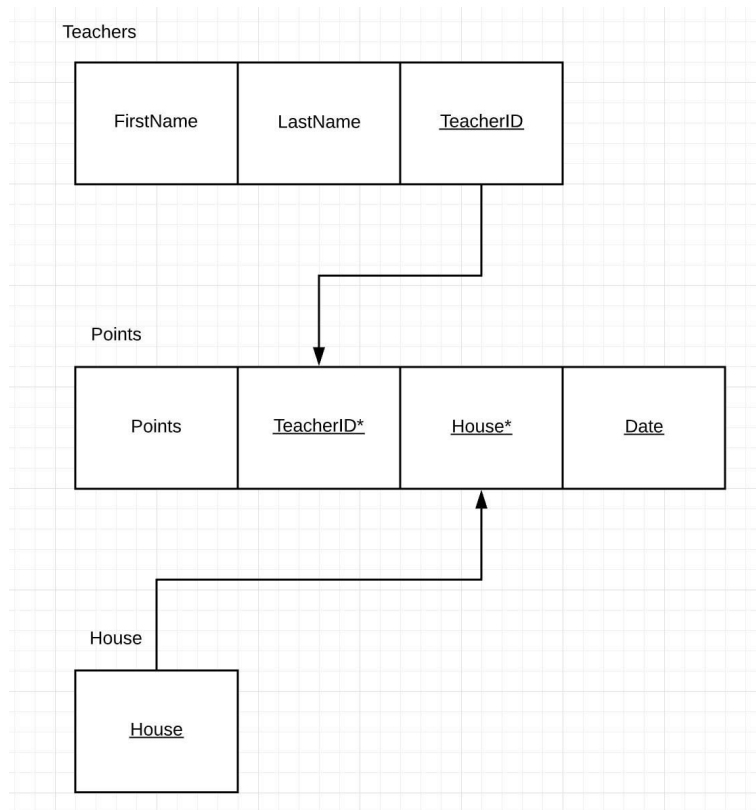 Teachers
FirstName LastName TeacherID
Points
Points TeacherID* House* Date
House
House